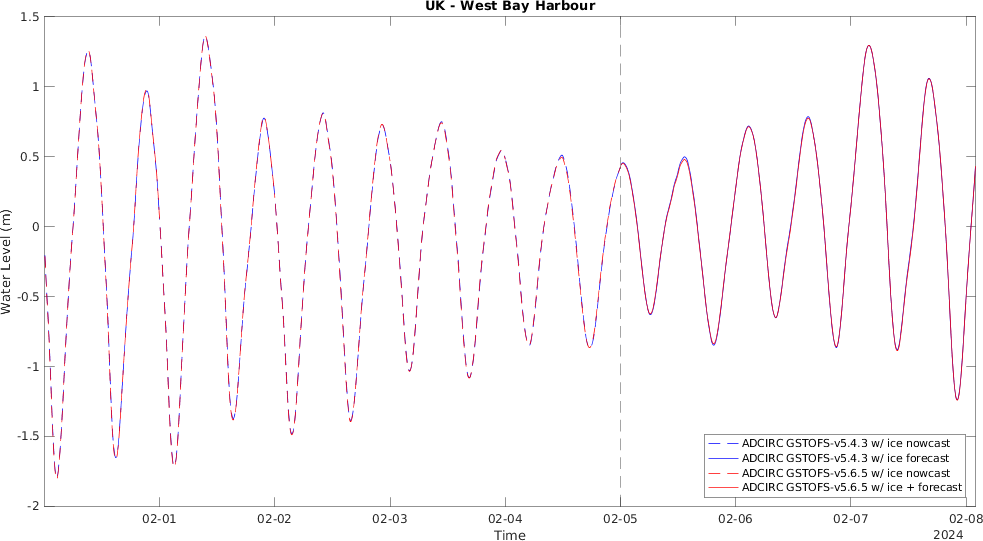 UK - West Bay Harbour
1.5
1
0.5
0
-0.5
-1
-1.5
-2
Water Level (m)
02-01 02-02 02-03 02-04 02-05 02-06 02-07 02-08
Time
2024
ADCIRC GSTOFS-v5.4.3 w/ ice nowcast
ADCIRC GSTOFS-v5.4.3 w/ ice forecast
ADCIRC GSTOFS-v5.6.5 w/ ice nowcast
ADCIRC GSTOFS-v5.6.5 w/ ice + forecast